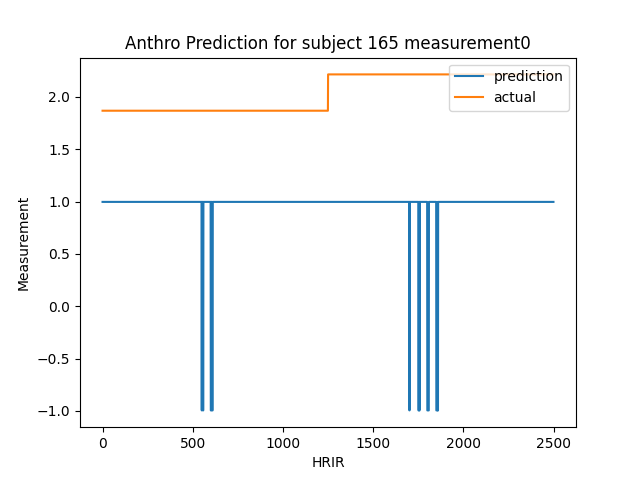 Anthro Prediction for subject 165 measurement0
prediction
actual
2.0
1.5
1.0
0.5
0.0
−0.5
−1.0
Measurement
0
500
1000
1500
2000
2500
HRIR